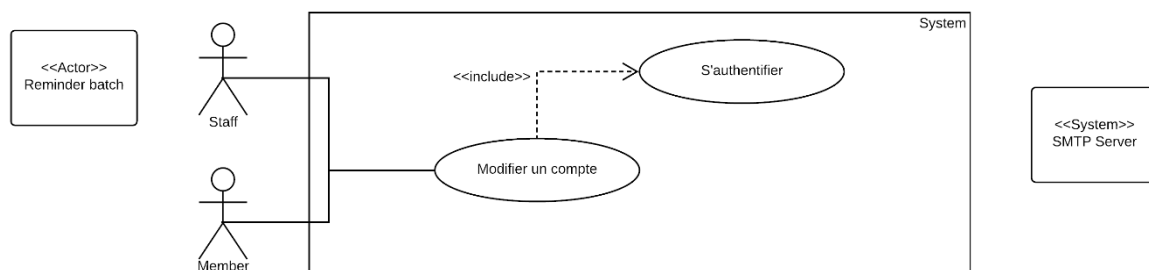 System
<<Actor>>
Reminder batch
<<include>>
S'authentifier
Staff
<<System>>
SMTP Server
Modifier un compte
Member